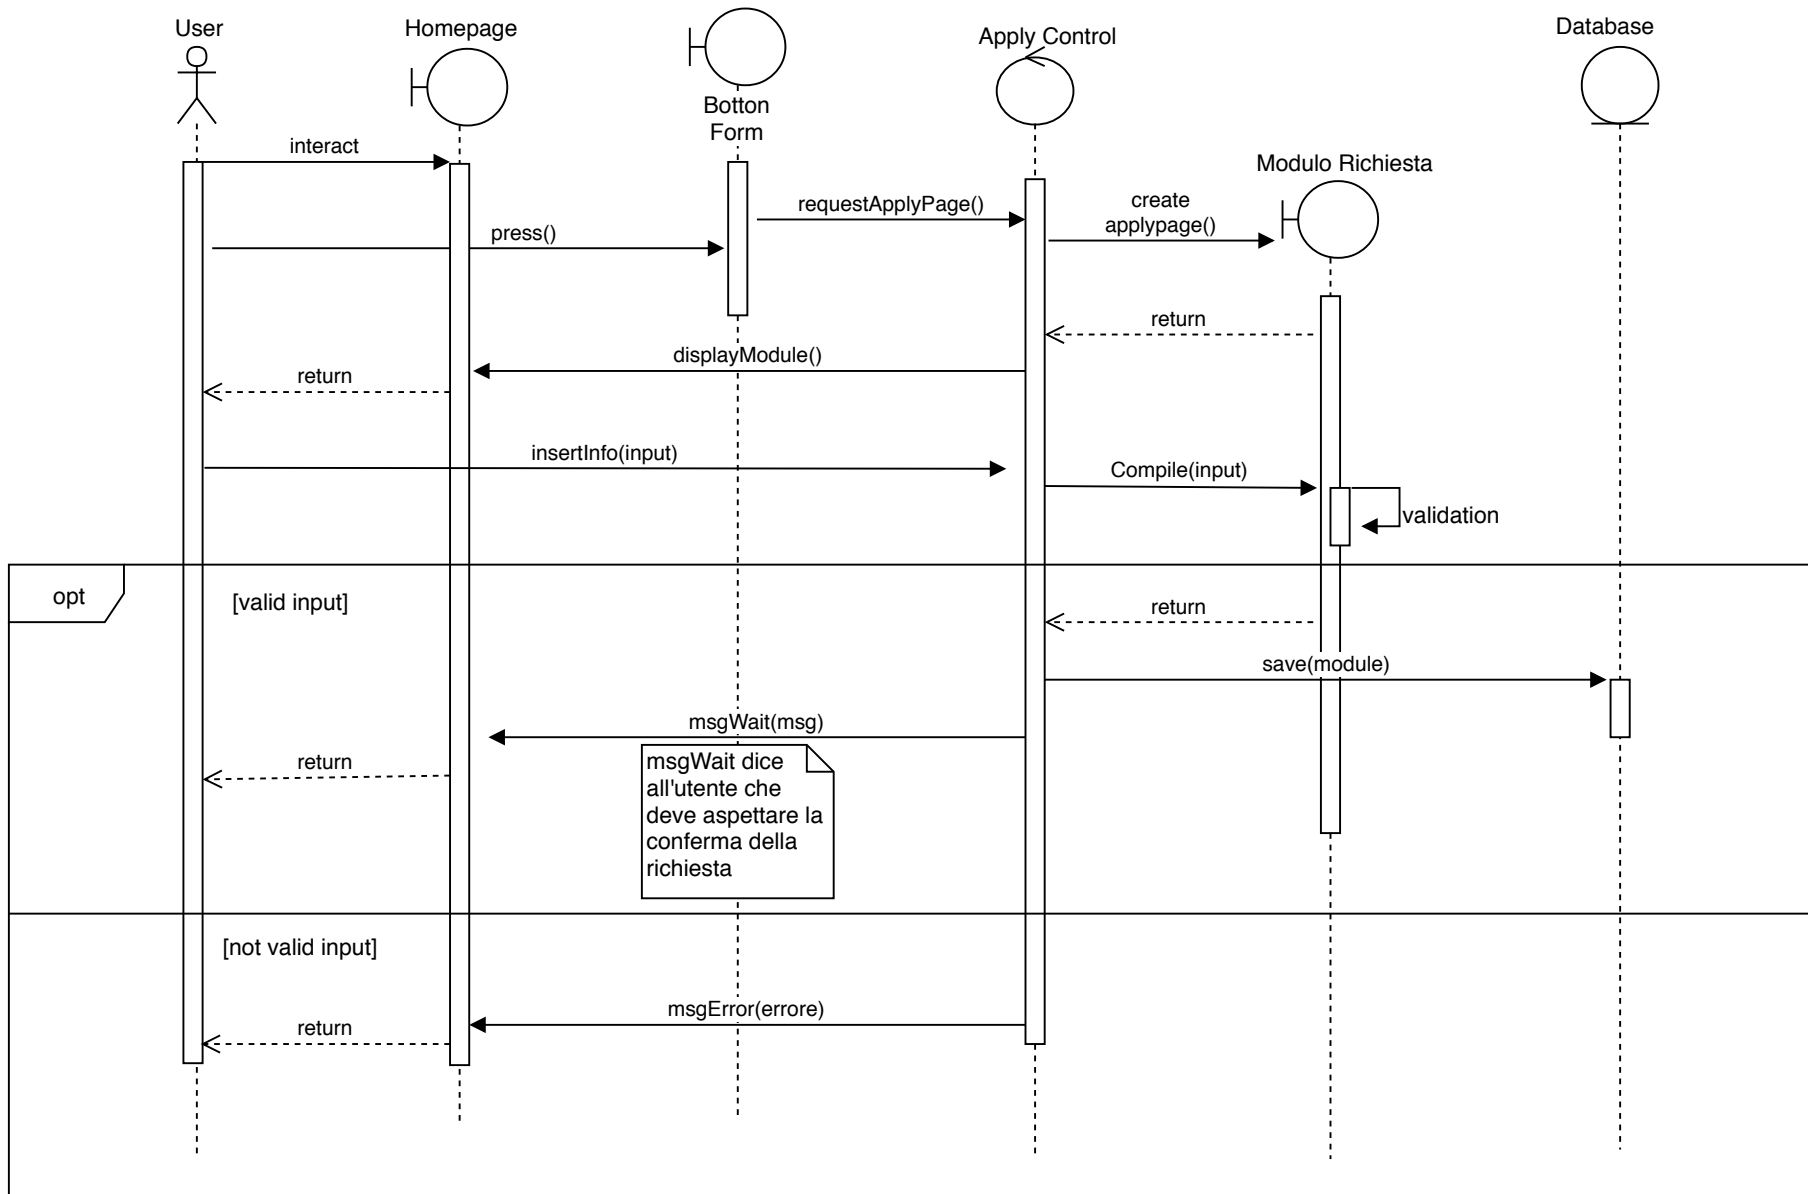 User
Homepage
Botton
Form
Apply Control
Database
interact
Modulo Richiesta
requestApplyPage()
create
applypage()
press()
return
displayModule()
return
insertInfo(input)
Compile(input)
validation
opt
[valid input]
return
save(module)
msgWait(msg)
return
msgWait dice
all'utente che
deve aspettare la
conferma della
richiesta
[not valid input]
msgError(errore)
return